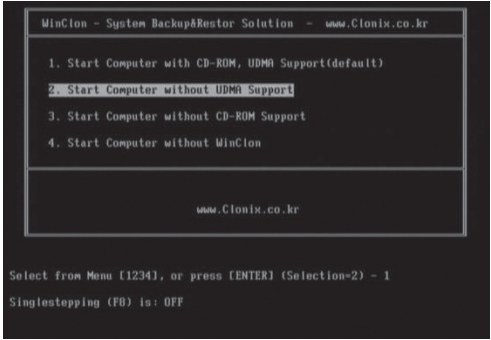 WinClon - System Backup&Restor Solution - www.Clonix.co.kr
1. Start Computer with CD-ROM, UDMA Support(default)
2. Start Computer without UDMA Support
3. Start Computer without CD-ROM Support
4. Start Computer without WinClon
www.Clonix.co.kr
Select from Menu [1234], or press [ENTER] (Selection=2) - 1
Singlestepping (F8) is: OFF